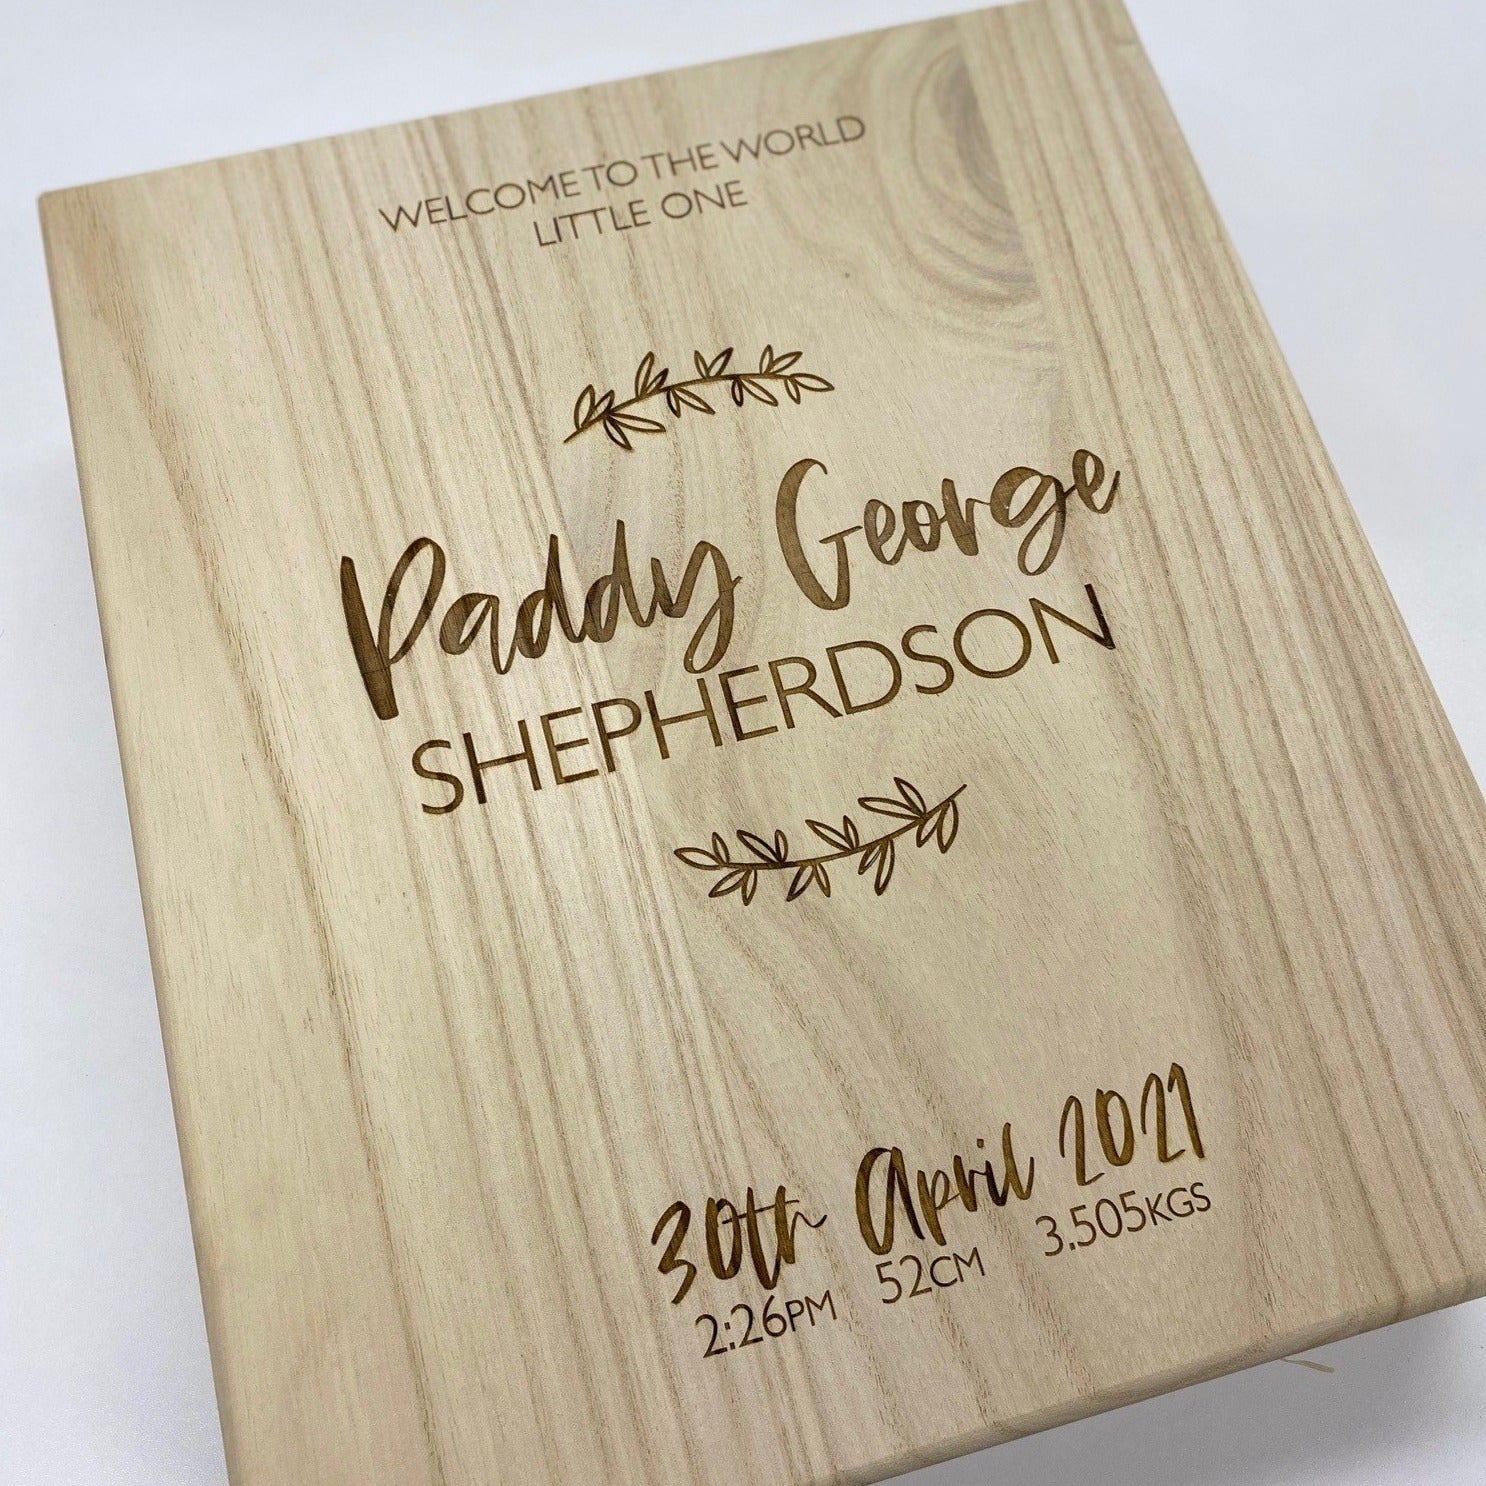 WELCOME TO THE WORLD
LITTLE ONE
Paddy George
SHEPHERDSON
30th April 2021
2:26PM 52CM 3.505KGS